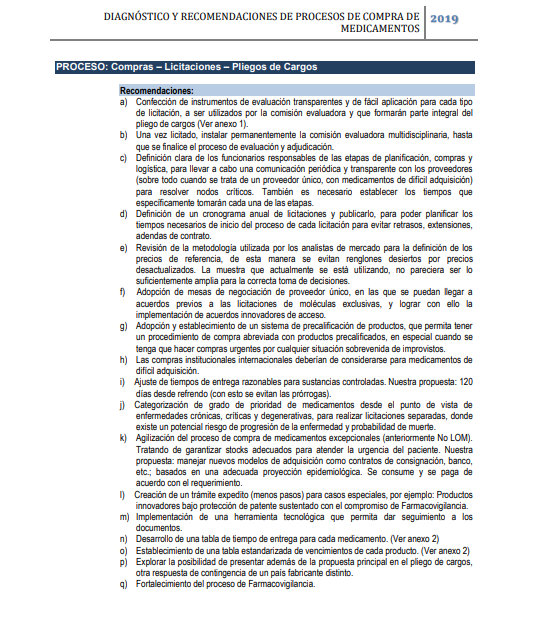 DIAGNÓSTICO Y RECOMENDACIONES DE PROCESOS DE COMPRA DE
MEDICAMENTOS
2019
PROCESO: Compras – Licitaciones – Pliegos de Cargos
Recomendaciones:
a) Confección de instrumentos de evaluación transparentes y de fácil aplicación para cada tipo
de licitación, a ser utilizados por la comisión evaluadora y que formarán parte integral del
pliego de cargos (Ver anexo 1).
b) Una vez licitado, instalar permanentemente la comisión evaluadora multidisciplinaria, hasta
que se finalice el proceso de evaluación y adjudicación.
c) Definición clara de los funcionarios responsables de las etapas de planificación, compras y
logística, para llevar a cabo una comunicación periódica y transparente con los proveedores
(sobre todo cuando se trata de un proveedor único, con medicamentos de difícil adquisición)
para resolver nodos críticos. También es necesario establecer los tiempos que
específicamente tomarán cada una de las etapas.
d) Definición de un cronograma anual de licitaciones y publicarlo, para poder planificar los
tiempos necesarios de inicio del proceso de cada licitación para evitar retrasos, extensiones,
adendas de contrato.
e) Revisión de la metodología utilizada por los analistas de mercado para la definición de los
precios de referencia, de esta manera se evitan renglones desiertos por precios
desactualizados. La muestra que actualmente se está utilizando, no pareciera ser lo
suficientemente amplia para la correcta toma de decisiones.
f) Adopción de mesas de negociación de proveedor único, en las que se puedan llegar a
acuerdos previos a las licitaciones de moléculas exclusivas, y lograr con ello la
implementación de acuerdos innovadores de acceso.
g) Adopción y establecimiento de un sistema de precalificación de productos, que permita tener
un procedimiento de compra abreviada con productos precalificados, en especial cuando se
tenga que hacer compras urgentes por cualquier situación sobrevenida de improvistos.
h) Las compras institucionales internacionales deberían de considerarse para medicamentos de
difícil adquisición.
i) Ajuste de tiempos de entrega razonables para sustancias controladas. Nuestra propuesta: 120
días desde refrendo (con esto se evitan las prórrogas).
j) Categorización de grado de prioridad de medicamentos desde el punto de vista de
enfermedades crónicas, críticas y degenerativas, para realizar licitaciones separadas, donde
existe un potencial riesgo de progresión de la enfermedad y probabilidad de muerte.
k) Agilización del proceso de compra de medicamentos excepcionales (anteriormente No LOM).
Tratando de garantizar stocks adecuados para atender la urgencia del paciente. Nuestra
propuesta: manejar nuevos modelos de adquisición como contratos de consignación, banco,
etc.; basados en una adecuada proyección epidemiológica. Se consume y se paga de
acuerdo con el requerimiento.
l) Creación de un trámite expedito (menos pasos) para casos especiales, por ejemplo: Productos
innovadores bajo protección de patente sustentado con el compromiso de Farmacovigilancia.
m) Implementación de una herramienta tecnológica que permita dar seguimiento a los
documentos.
n) Desarrollo de una tabla de tiempo de entrega para cada medicamento. (Ver anexo 2)
o) Establecimiento de una tabla estandarizada de vencimientos de cada producto. (Ver anexo 2)
p) Explorar la posibilidad de presentar además de la propuesta principal en el pliego de cargos,
otra respuesta de contingencia de un país fabricante distinto.
q) Fortalecimiento del proceso de Farmacovigilancia.